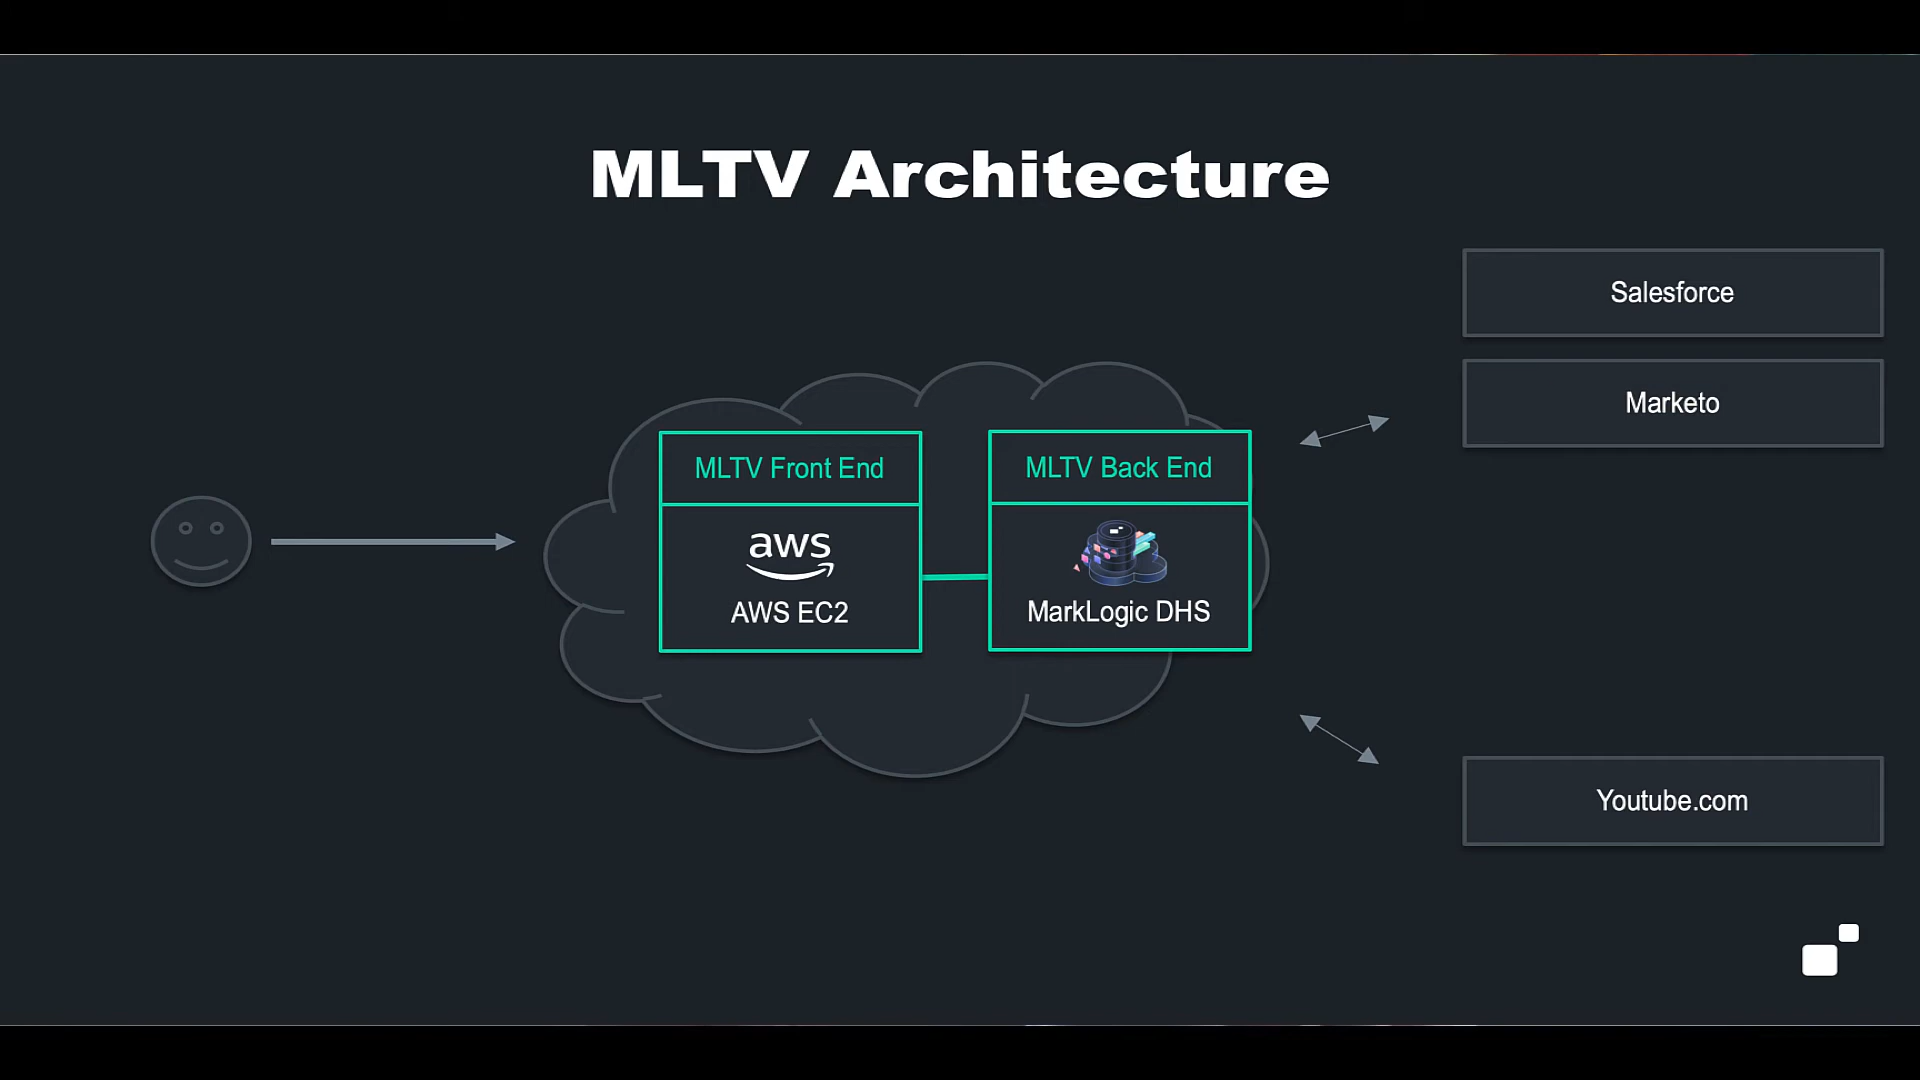 MLTV Architecture
Salesforce
Marketo
MLTV Front End
MLTV Back End
aws
AWS EC2
MarkLogic DHS
Youtube.com